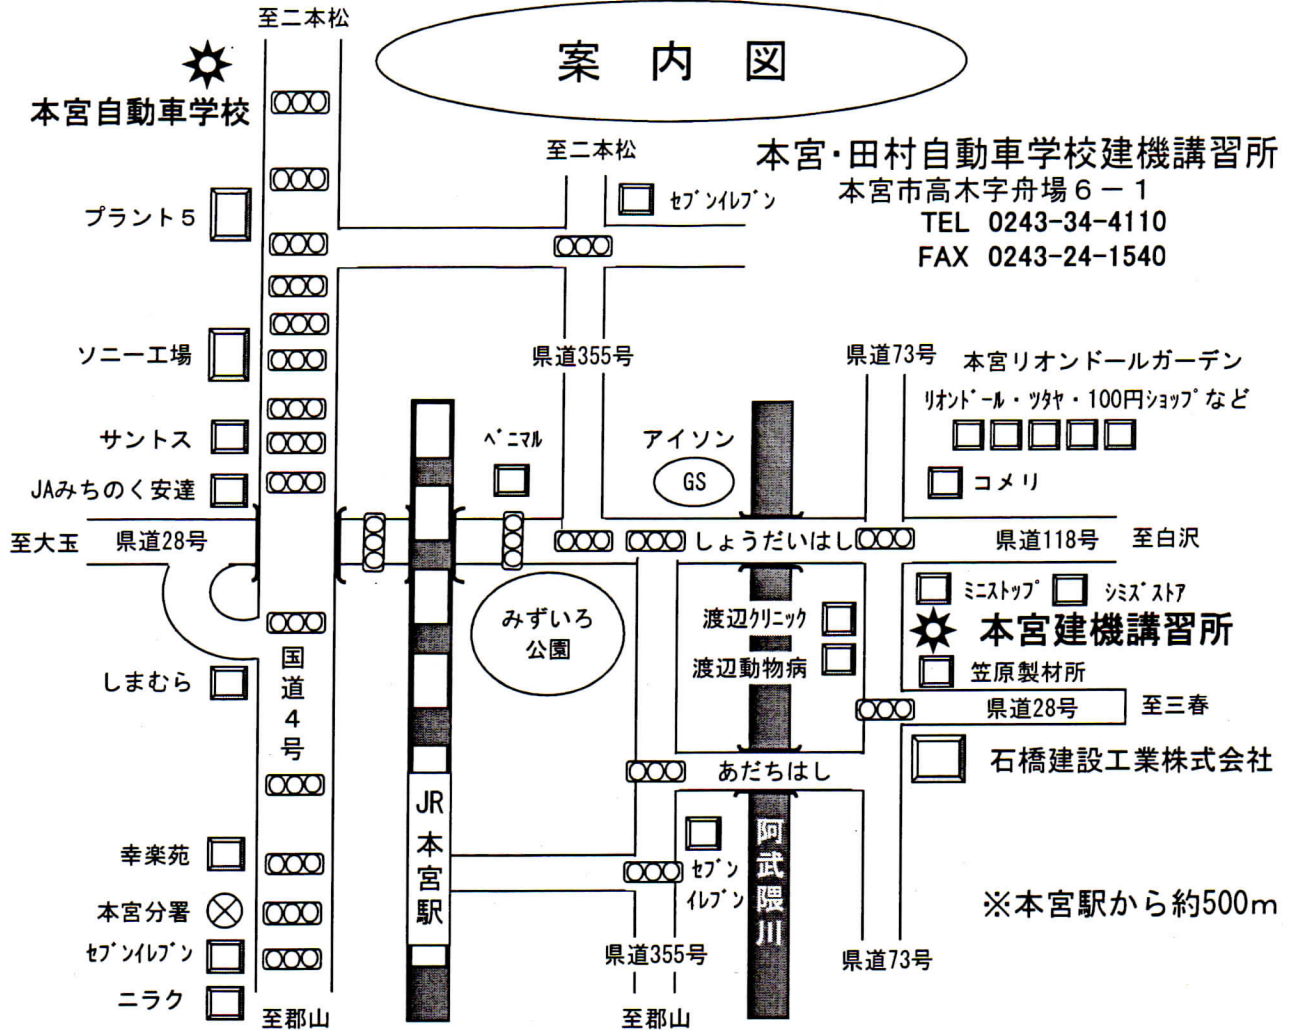 至二本松
案内図
本宮自動車学校
本宮・田村自動車学校建機講習所
本宮市高木字舟場６－１
TEL 0243-34-4110
FAX 0243-24-1540
至二本松
セブンイレブン
プラント５
ソニー工場
県道355号
県道73号
本宮リオンドールガーデン
リオンドール・ツタヤ・100円ショップなど
サントス
ベニマル
アイソン
GS
コメリ
JAみちのく安達
至大玉
県道28号
しょうだいはし
県道118号
至白沢
ミニストップ
シミズストア
みずいろ
公園
渡辺クリニック
本宮建機講習所
渡辺動物病
笠原製材所
しまむら
国道４号
県道28号
至三春
あだちはし
石橋建設工業株式会社
JR本宮駅
阿武隈川
幸楽苑
セブン
イレブン
本宮分署
※本宮駅から約500ｍ
セブンイレブン
県道355号
県道73号
ニラク
至郡山
至郡山